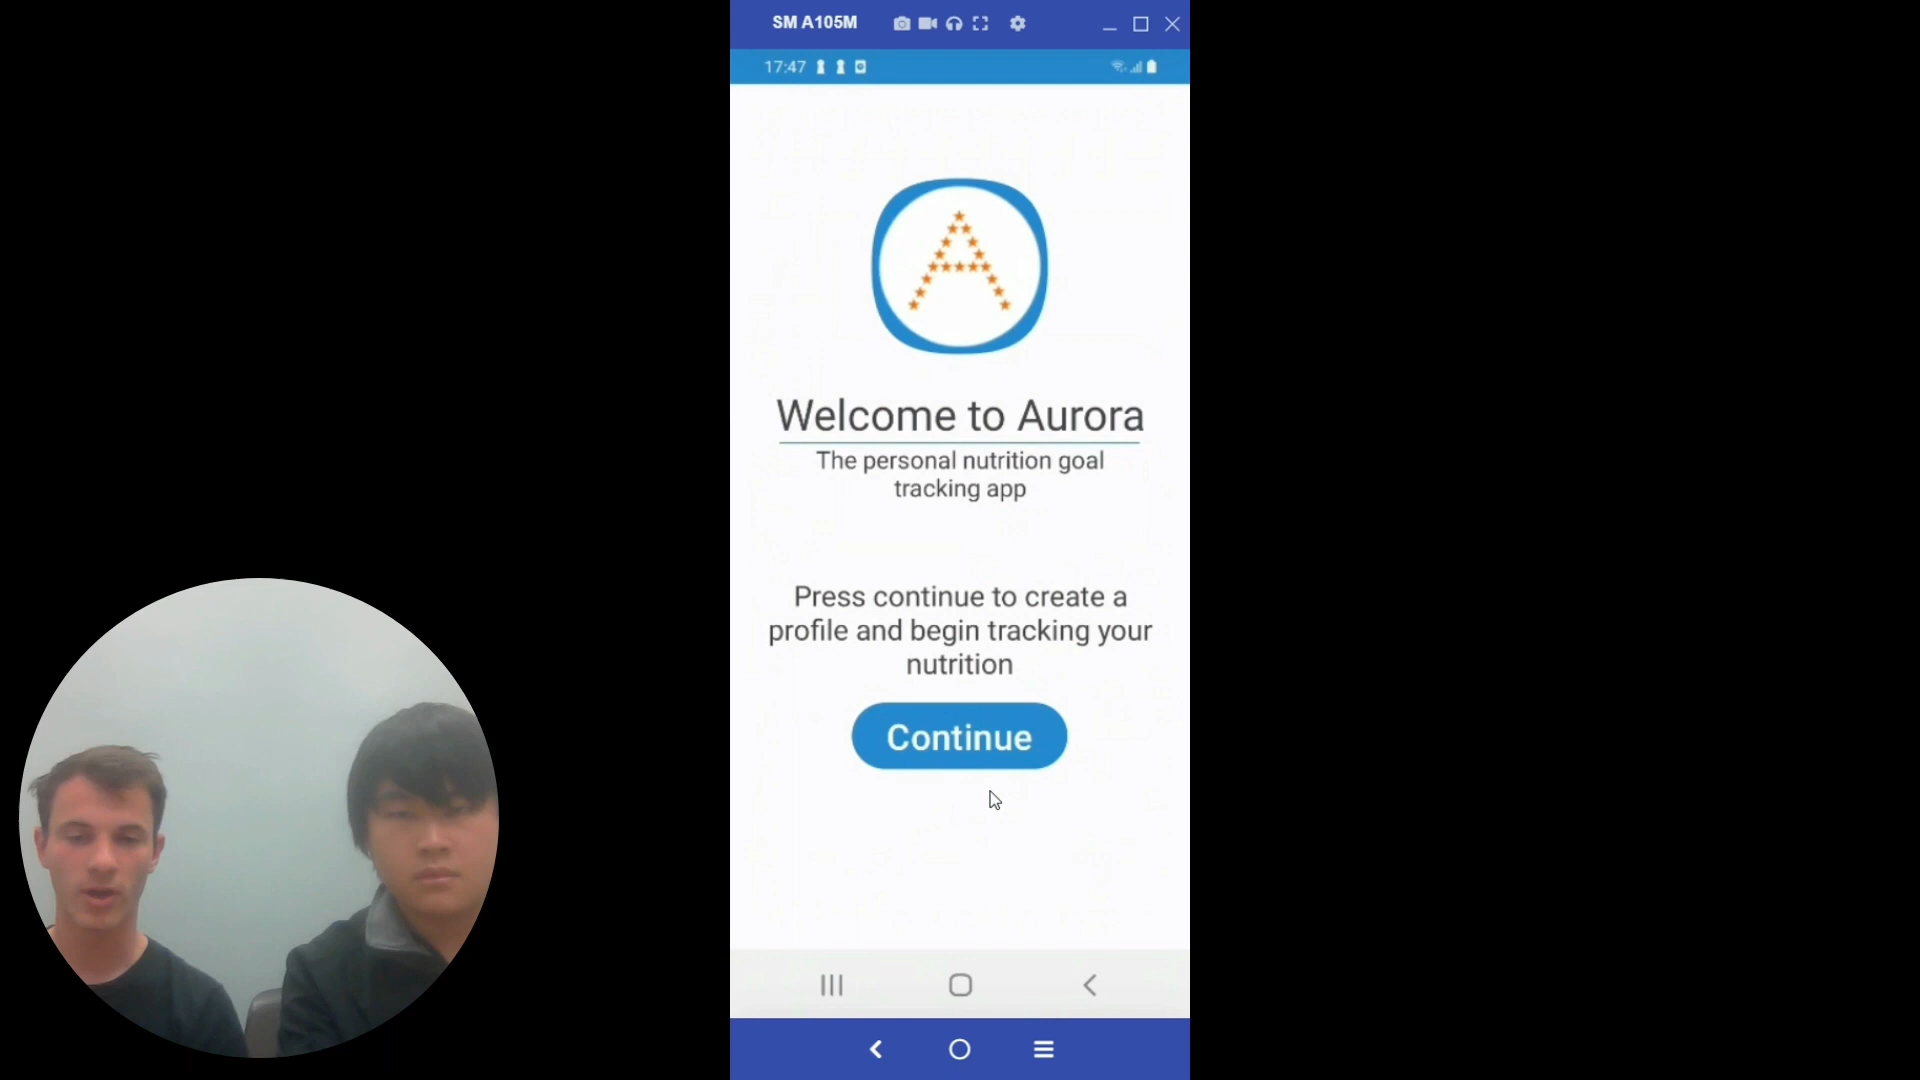 SM A105M
17:47
A
Welcome to Aurora
The personal nutrition goal
tracking app
Press continue to create a
profile and begin tracking your
nutrition
Continue